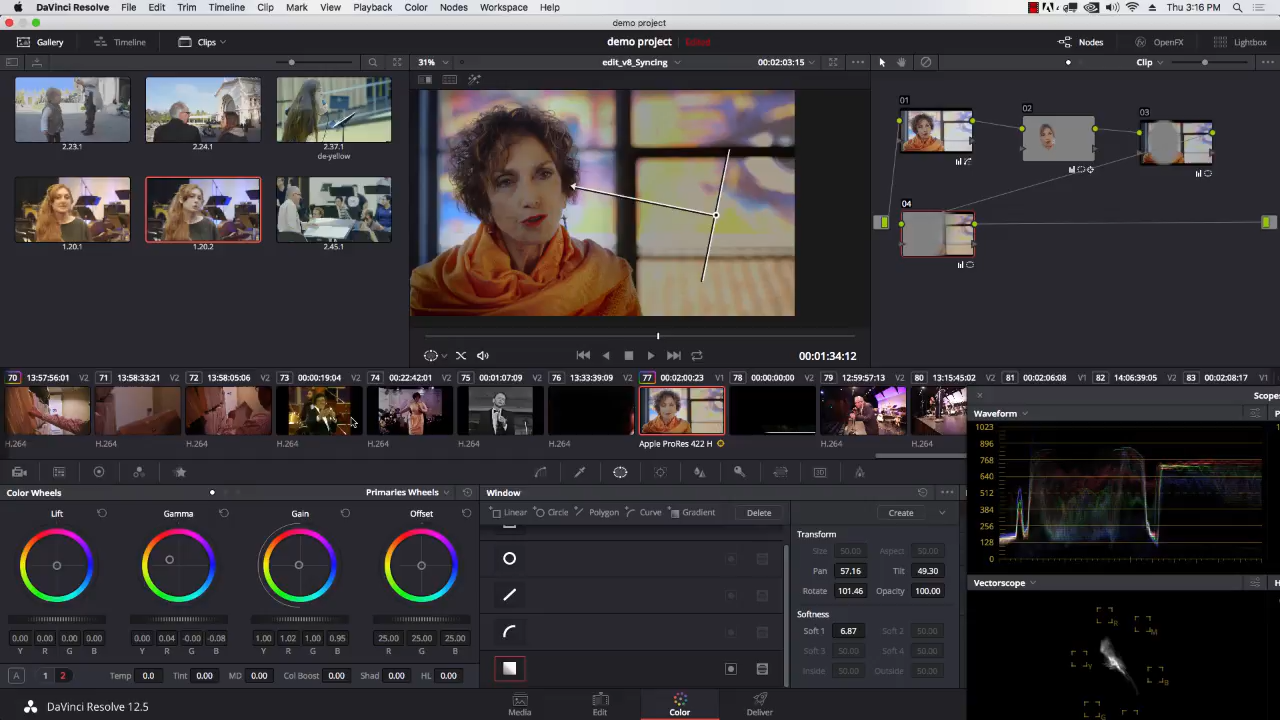 DaVinci Resolve File Edit Trim Timeline Clip Mark View Playback Color Nodes Workspace Help Thu 3:16 PM
demo project
Gallery Timeline Clips demo project Edited Nodes OpenFX Lightbox
31% edit_v8_Syncing 00:02:03:15 Clip
2.23.1 2.24.1 2.37.1
de-yellow
1.20.1 1.20.2 2.45.1
01 02 03
04
00:01:34:12
70 13:57:56:01 V2 71 13:58:33:21 V2 72 13:58:05:06 V2 73 00:00:19:04 V2 74 00:22:42:01 V2 75 00:01:07:09 V2 76 13:33:39:09 V2 77 02:00:23 V1 78 00:00:00:00 V2 79 12:59:57:13 V2 80 13:15:45:02 V2 81 02:02:06:08 V1 82 14:06:39:05 V2 83 02:02:08:17 V1
H.264 H.264 H.264 H.264 H.264 H.264 H.264 Apple ProRes 422 H H.264 H.264
Scopes
Waveform
1023
896
768
640
512
384
256
128
0
Color Wheels Primaries Wheels
Lift Gamma Gain Offset
0.00 0.00 0.00 0.00 0.00 0.04 -0.00 -0.08 1.00 1.02 1.00 0.95 25.00 25.00 25.00
Y R G B Y R G B Y R G B R G B
A 1 2 Temp 0.0 Tint 0.00 MD 0.00 Col Boost 0.00 Shad 0.00 HL 0.00
Window
Linear Circle Polygon Curve Gradient Delete Create
Transform
Size 50.00 Aspect 50.00
Pan 57.16 Tilt 49.30
Rotate 101.46 Opacity 100.00
Softness
Soft 1 6.87 Soft 2 50.00
Soft 3 50.00 Soft 4 50.00
Inside 50.00 Outside 50.00
Vectorscope
R M
Y B
G
DaVinci Resolve 12.5 Media Edit Color Deliver